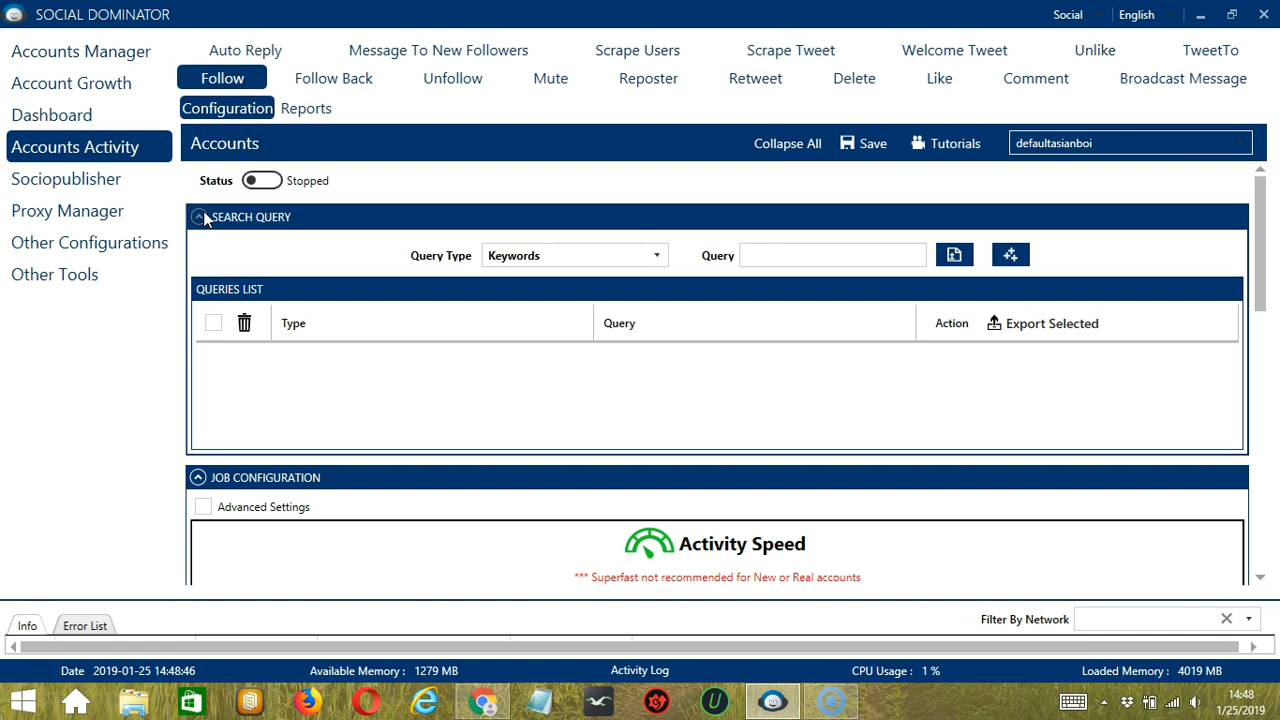 SOCIAL DOMINATOR
Social
English
Accounts Manager
Account Growth
Dashboard
Accounts Activity
Sociopublisher
Proxy Manager
Other Configurations
Other Tools
Auto Reply
Message To New Followers
Scrape Users
Scrape Tweet
Welcome Tweet
Unlike
TweetTo
Follow
Follow Back
Unfollow
Mute
Reposter
Retweet
Delete
Like
Comment
Broadcast Message
Configuration
Reports
Accounts
Collapse All
Save
Tutorials
defaultasianboi
Status
Stopped
SEARCH QUERY
Query Type
Keywords
Query
QUERIES LIST
Type
Query
Action
Export Selected
JOB CONFIGURATION
Advanced Settings
Activity Speed
*** Superfast not recommended for New or Real accounts
Info
Error List
Filter By Network
Date 2019-01-25 14:48:46
Available Memory : 1279 MB
Activity Log
CPU Usage : 1 %
Loaded Memory : 4019 MB
14:48
1/25/2019